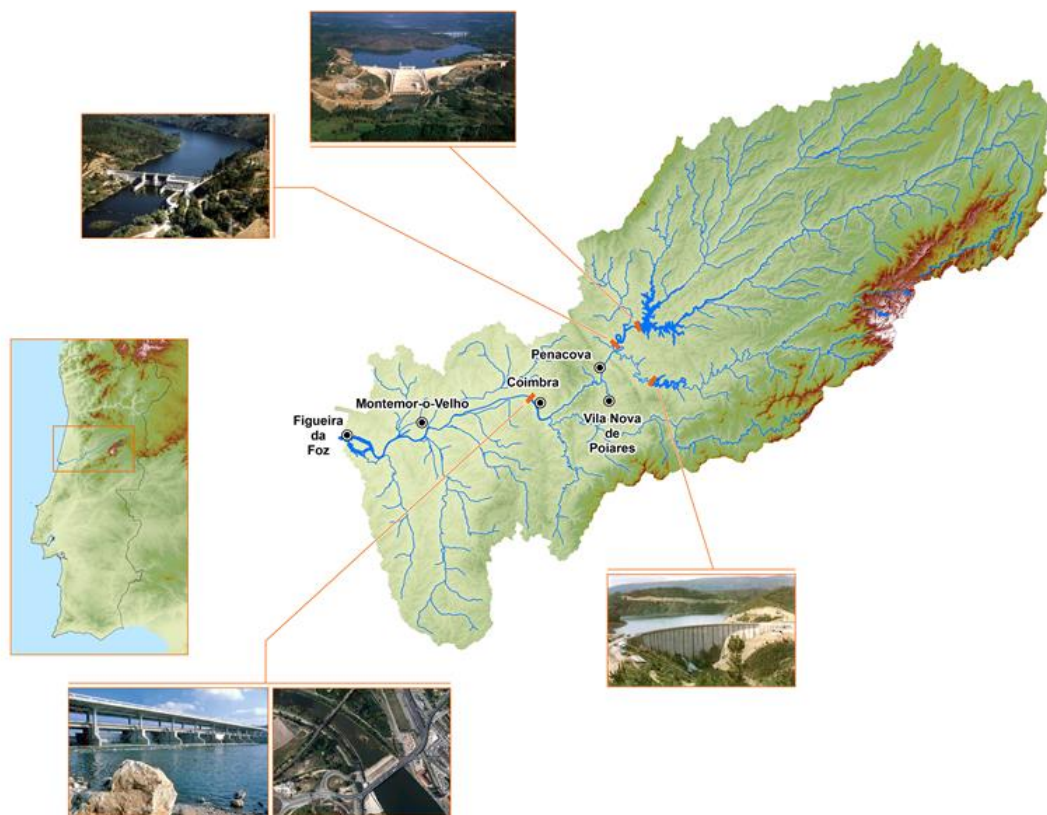 Penacova
Coimbra
Montemor-o-Velho
Figueira
da
Foz
Vila Nova
de
Poiares